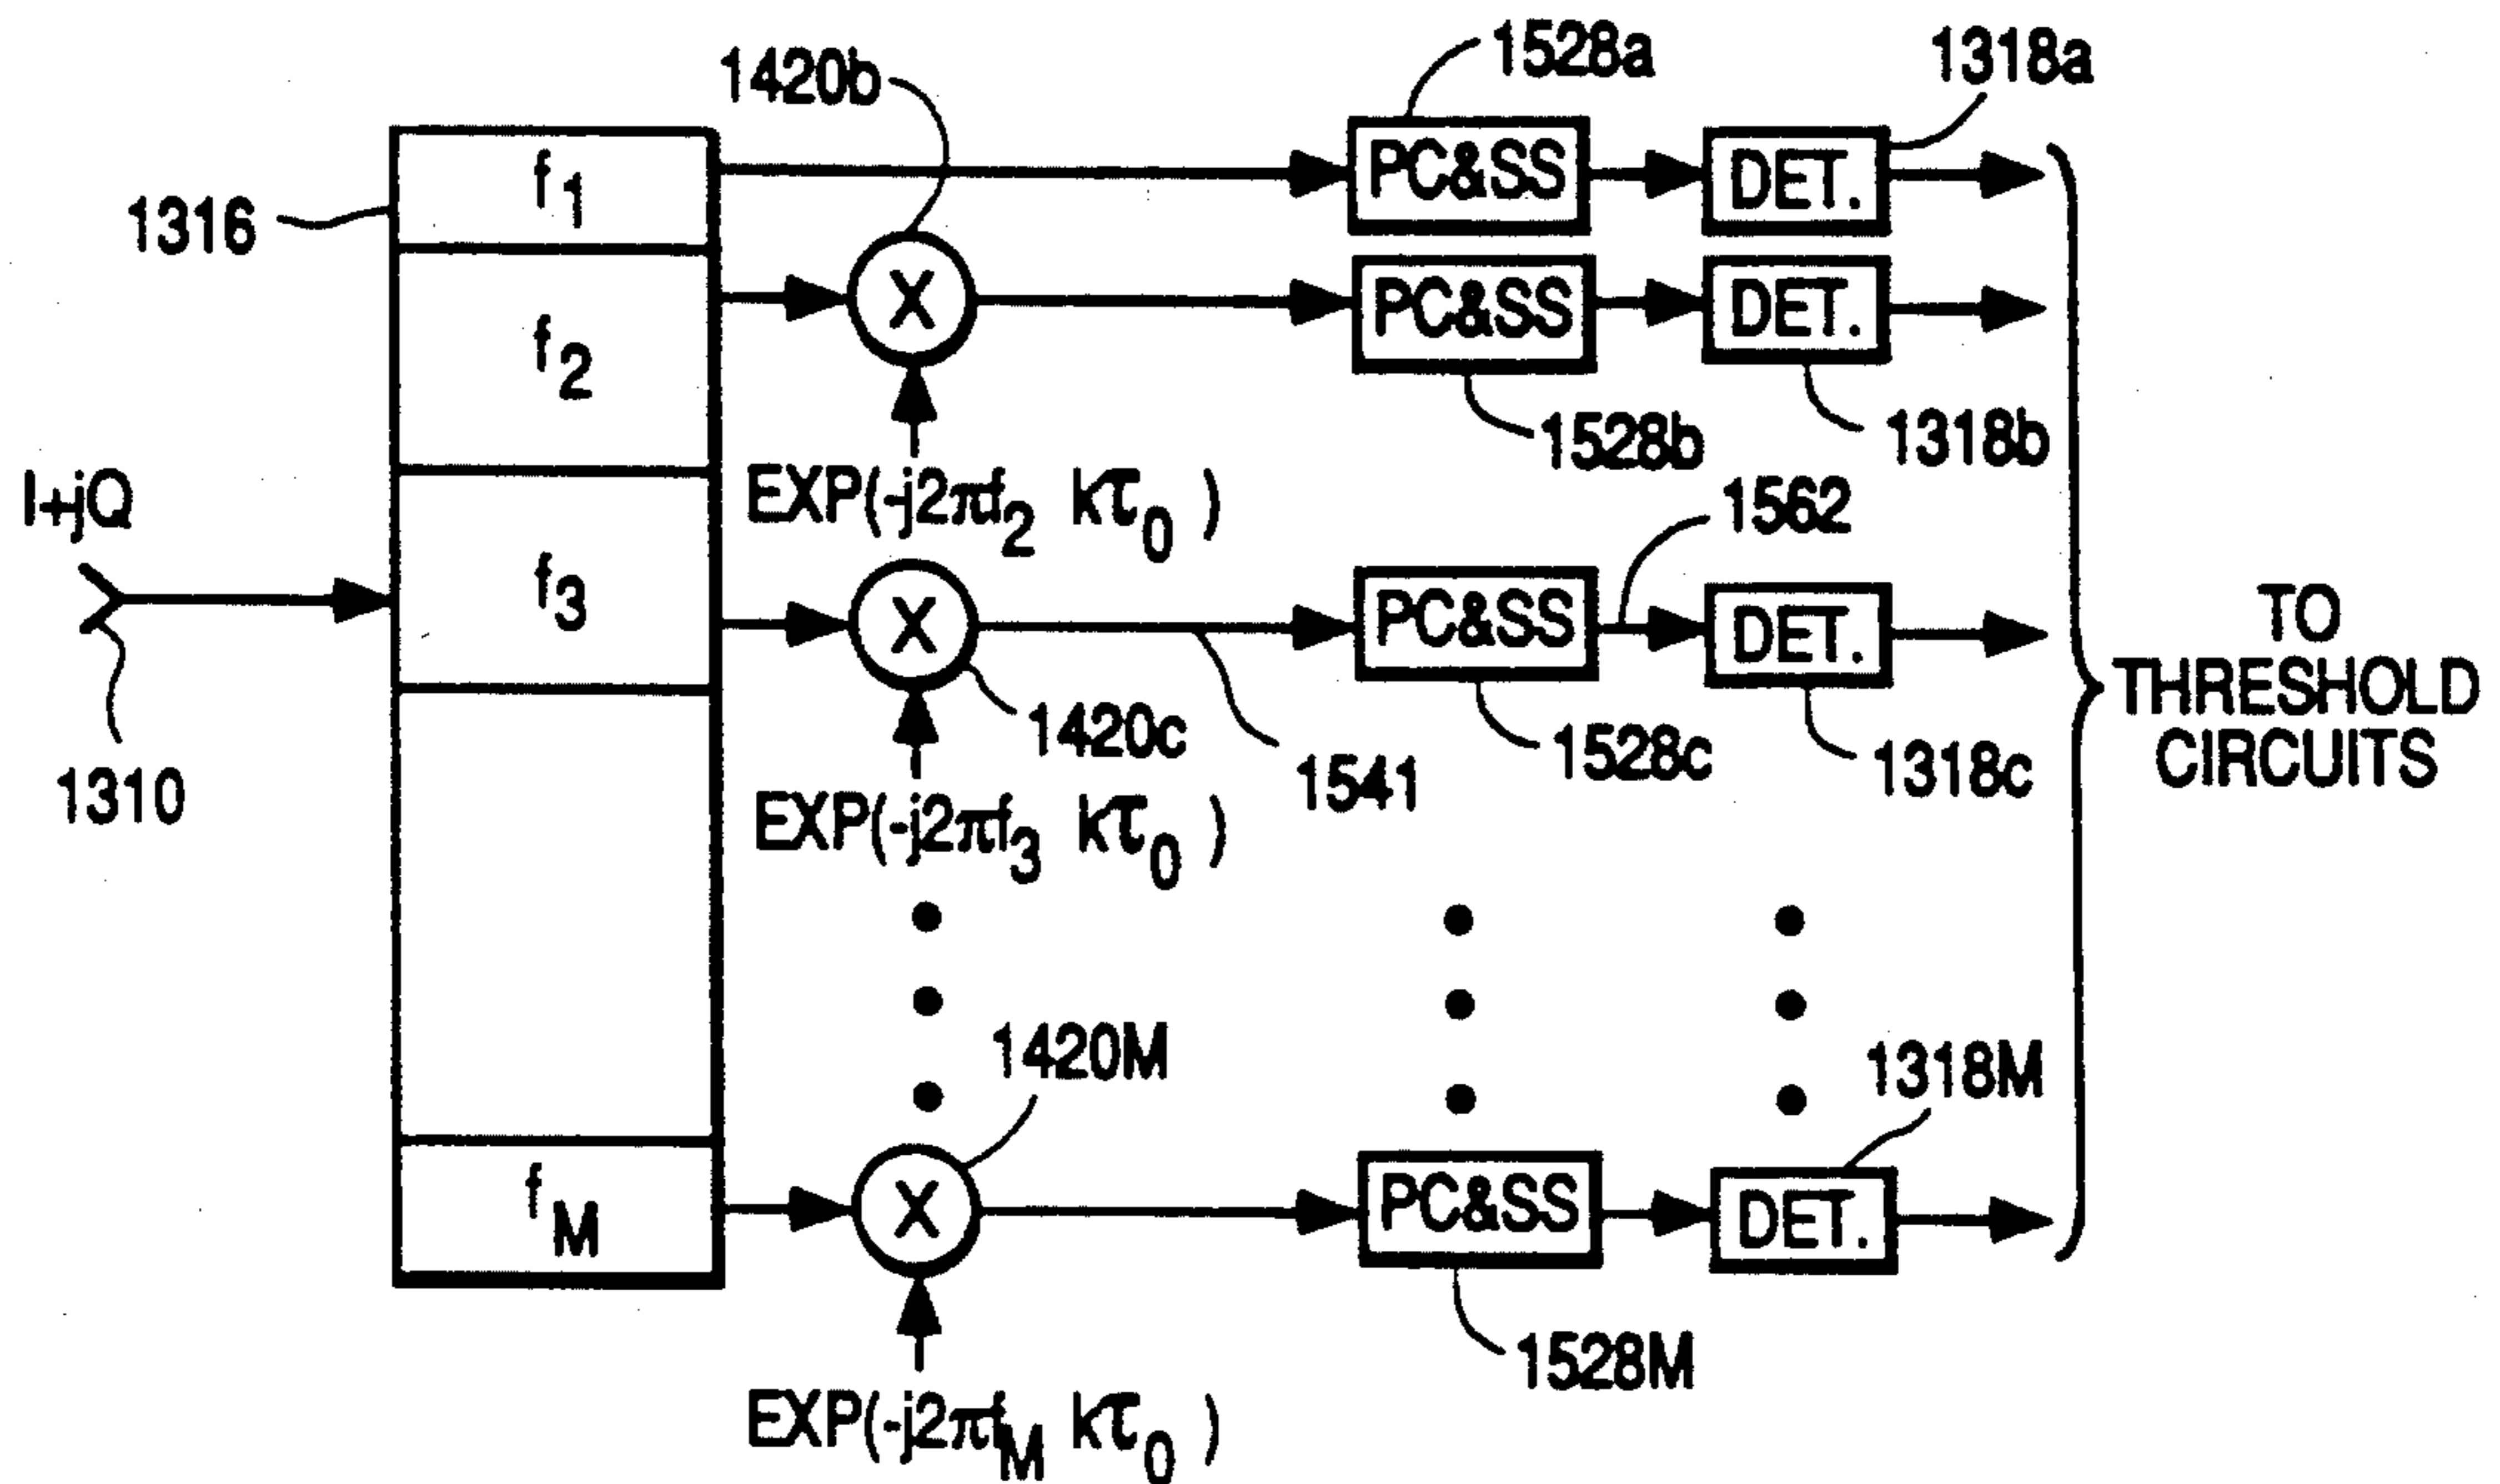 1420b
1528a
1318a
f1
PC&SS
DET.
1316
f2
X
PC&SS
DET.
1528b
1318b
I+jQ
EXP(-j2πf2 kτ0 )
1562
f3
X
PC&SS
DET.
TO
THRESHOLD
CIRCUITS
1420c
1528c
1318c
1541
1310
EXP(-j2πf3 kτ0 )
1420M
1318M
fM
X
PC&SS
DET.
1528M
EXP(-j2πfM kτ0 )